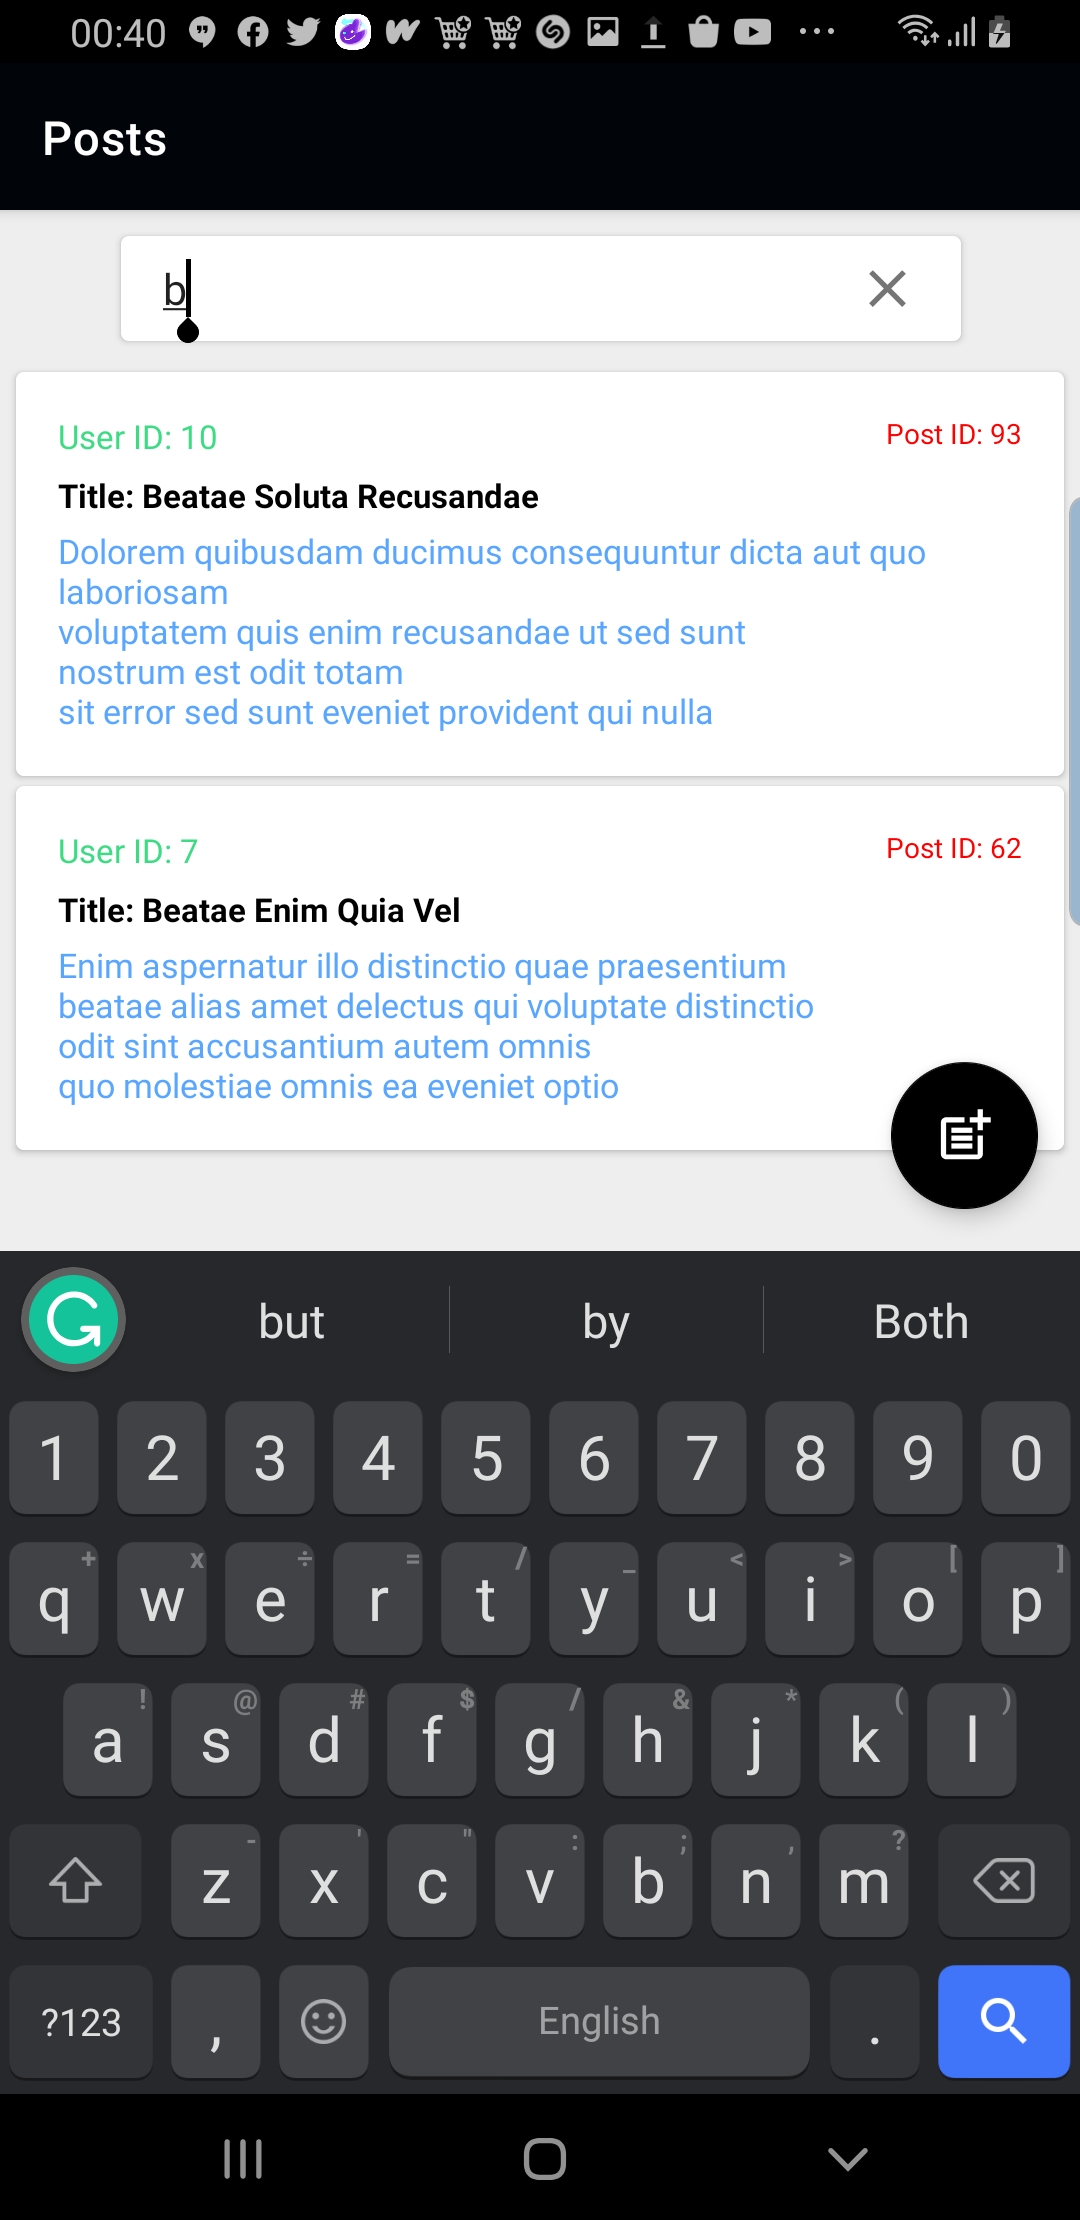 00:40
Posts
b
User ID: 10
Post ID: 93
Title: Beatae Soluta Recusandae
Dolorem quibusdam ducimus consequuntur dicta aut quo
laboriosam
voluptatem quis enim recusandae ut sed sunt
nostrum est odit totam
sit error sed sunt eveniet provident qui nulla
User ID: 7
Post ID: 62
Title: Beatae Enim Quia Vel
Enim aspernatur illo distinctio quae praesentium
beatae alias amet delectus qui voluptate distinctio
odit sint accusantium autem omnis
quo molestiae omnis ea eveniet optio
but by Both
1 2 3 4 5 6 7 8 9 0
+ x ÷ = / _ < > [ ]
q w e r t y u i o p
! @ # $ / & * ( )
a s d f g h j k l
- ' " : ; , ?
z x c v b n m
?123 , English .